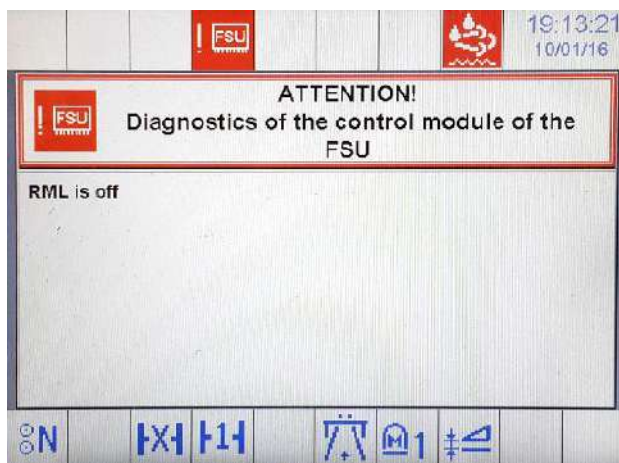 ! FSU
19:13:21
10/01/16
! FSU
ATTENTION!
Diagnostics of the control module of the
FSU
RML is off
N
X
1
M 1